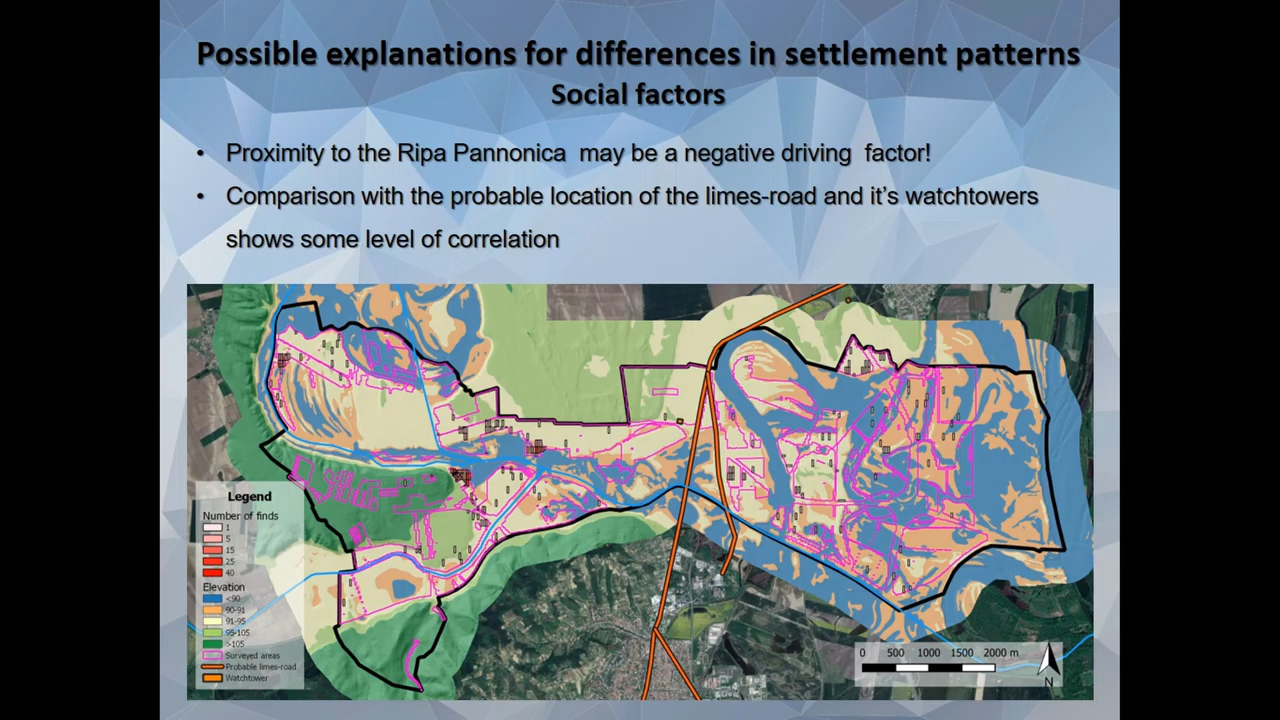 Possible explanations for differences in settlement patterns
Social factors
• Proximity to the Ripa Pannonica may be a negative driving factor!
• Comparison with the probable location of the limes-road and it's watchtowers
shows some level of correlation
Legend
Number of finds
1
5
15
25
40
Elevation
<90
90-91
91-95
95-105
>105
Surveyed areas
Probable limes-road
Watchtower
0 500 1000 1500 2000 m
N